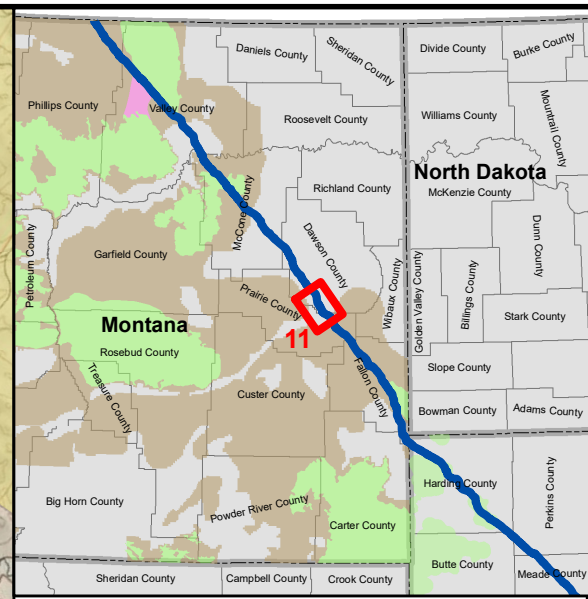 Daniels County
Sheridan County
Divide County
Burke County
Phillips County
Valley County
Roosevelt County
Williams County
Mountrail County
North Dakota
Richland County
McKenzie County
McCone County
Dawson County
Dunn County
Garfield County
Petroleum County
Prairie County
Wibaux County
Golden Valley County
Billings County
Stark County
Montana
11
Rosebud County
Treasure County
Custer County
Fallon County
Slope County
Bowman County
Adams County
Harding County
Perkins County
Big Horn County
Powder River County
Carter County
Butte County
Meade County
Sheridan County
Campbell County
Crook County